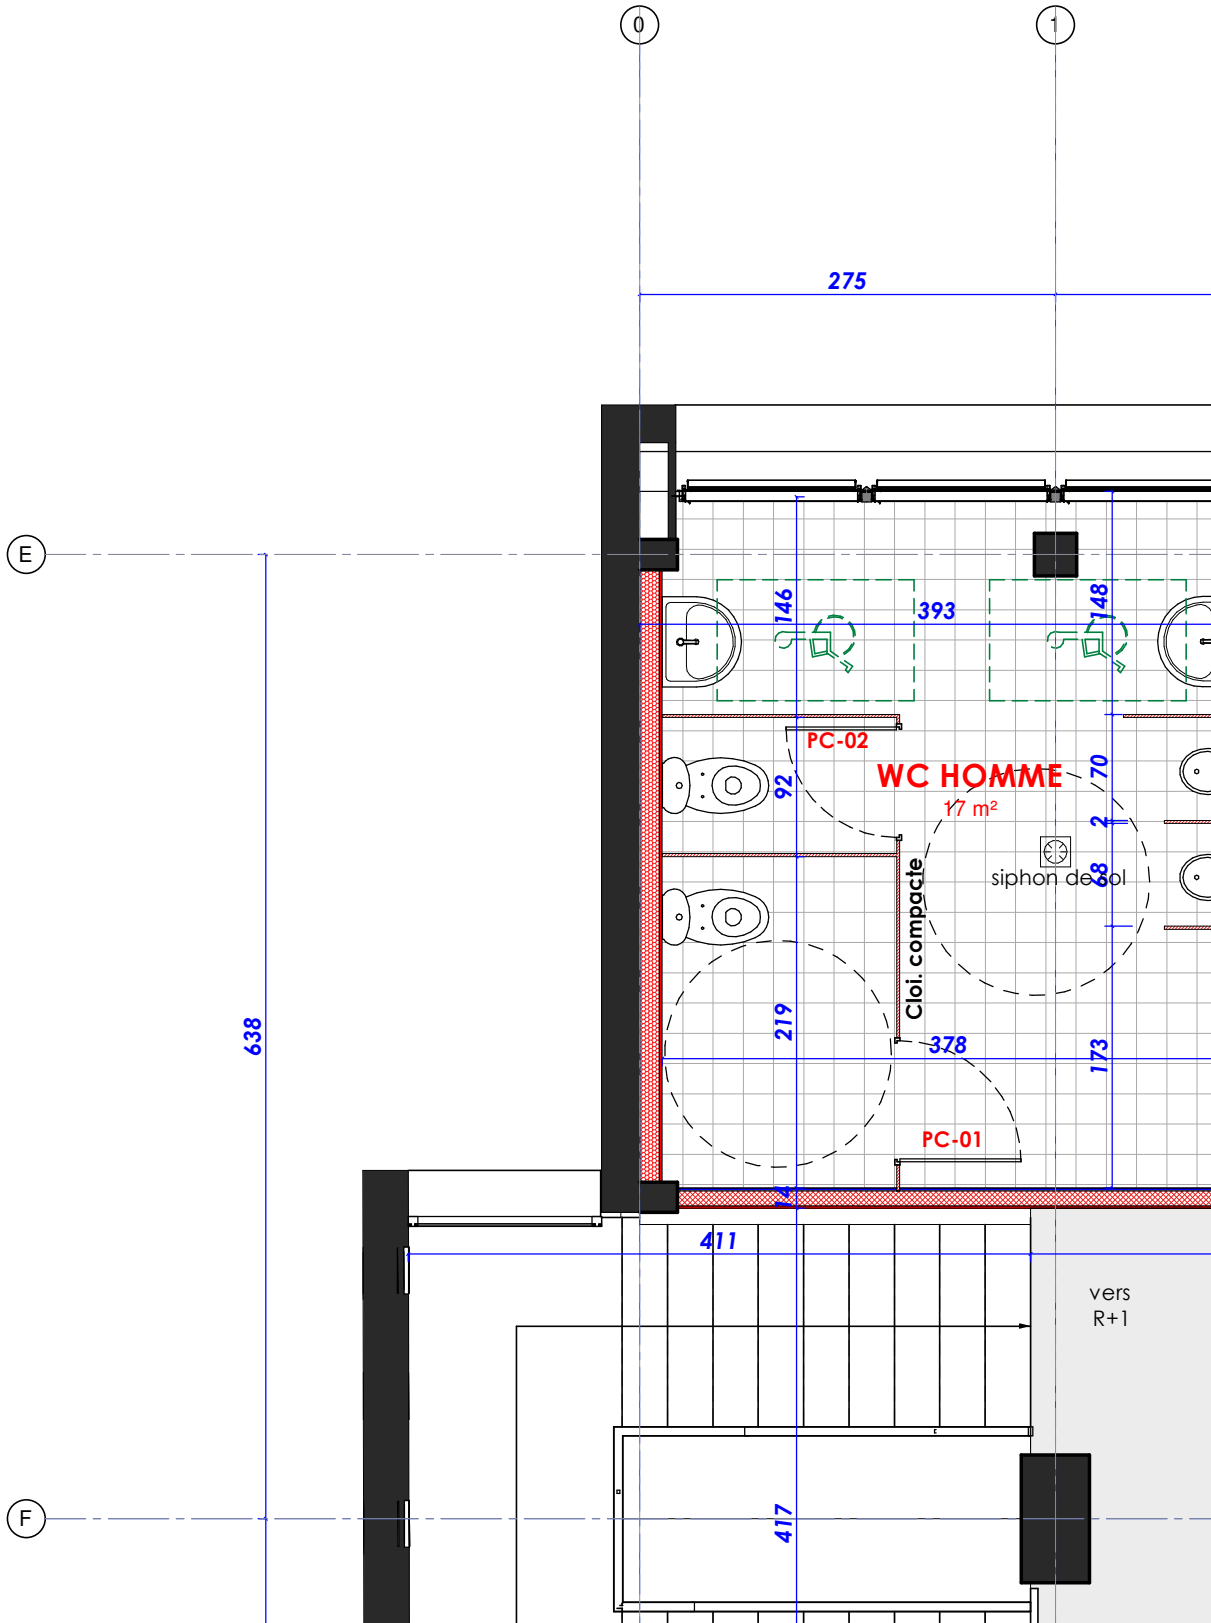 0
1
275
E
146
393
148
PC-02
WC HOMME
17 m²
92
70
2
68
siphon de sol
Cloi. compacte
638
219
378
173
PC-01
14
411
vers
R+1
F
417